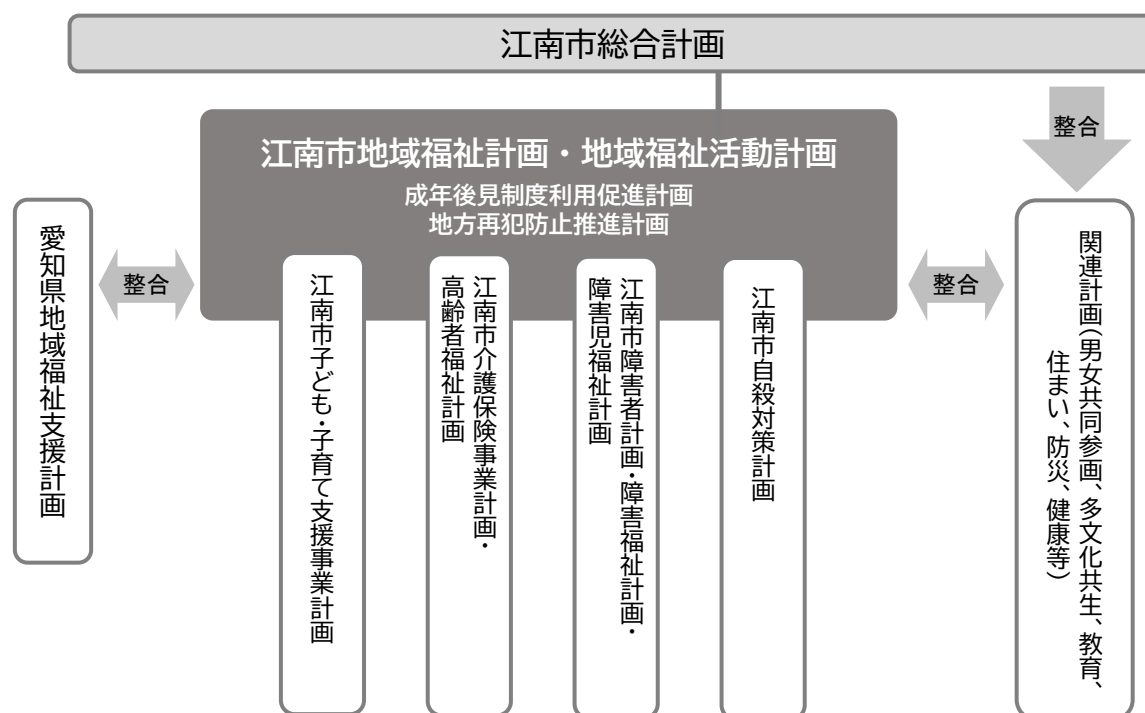 江南市総合計画
整合
江南市地域福祉計画・地域福祉活動計画
成年後見制度利用促進計画
地方再犯防止推進計画
愛知県地域福祉支援計画
整合
江南市子ども・子育て支援事業計画
江南市介護保険事業計画・
高齢者福祉計画
江南市障害者計画・障害福祉計画・
障害児福祉計画
江南市自殺対策計画
整合
関連計画(男女共同参画、多文化共生、教育、
住まい、防災、健康等)